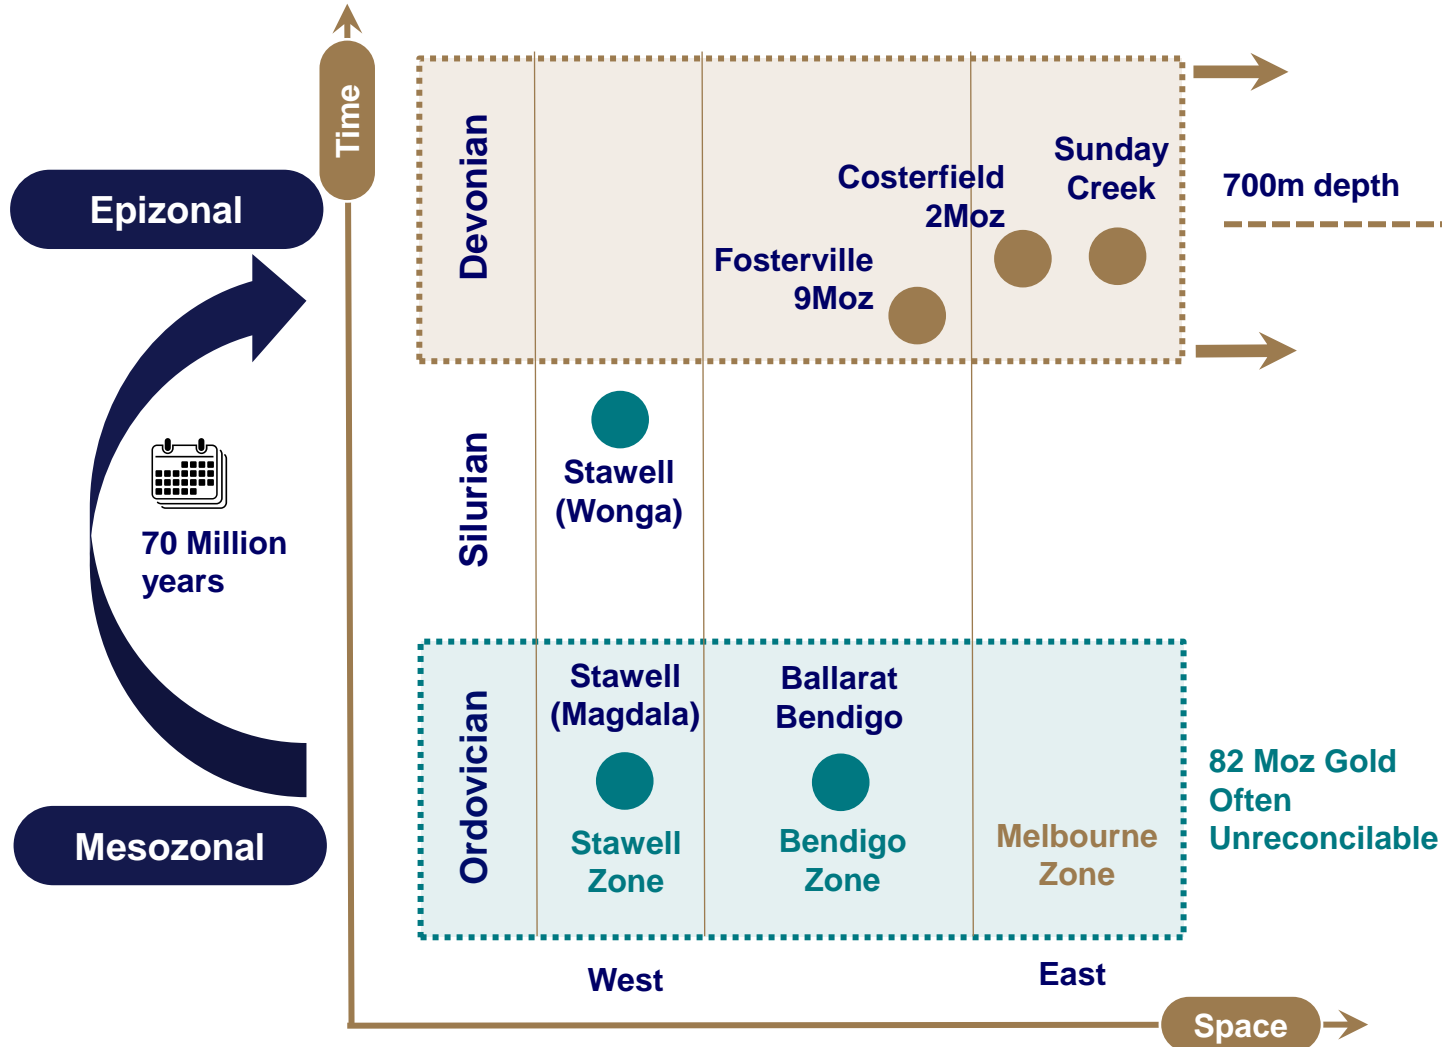 Time
Epizonal
Devonian
Sunday
Creek
Costerfield
2Moz
Fosterville
9Moz
700m depth
70 Million
years
Silurian
Stawell
(Wonga)
Mesozonal
Ordovician
Stawell
(Magdala)
Ballarat
Bendigo
Stawell
Zone
Bendigo
Zone
Melbourne
Zone
82 Moz Gold
Often
Unreconcilable
West
East
Space